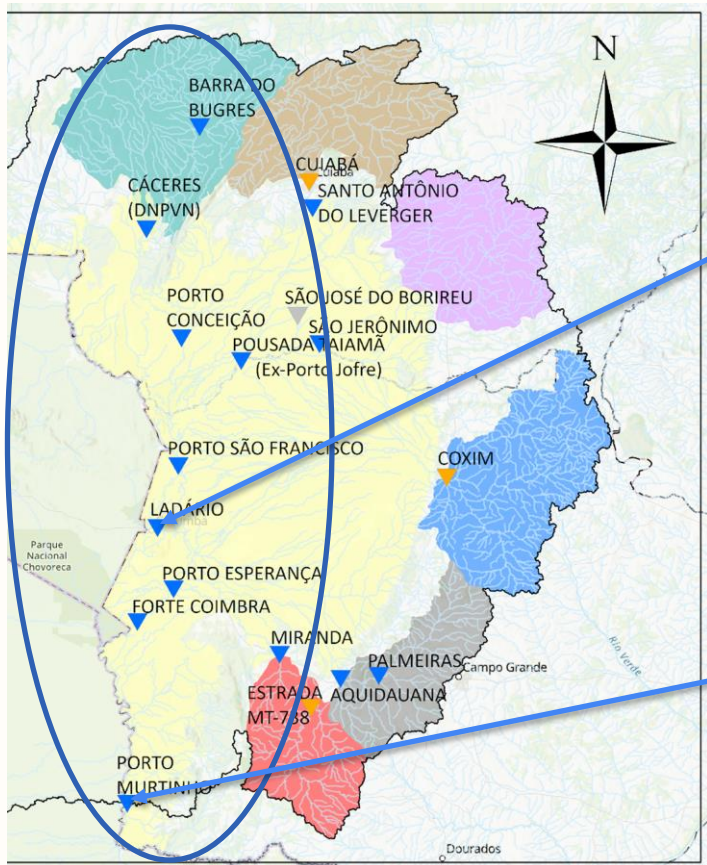 N
BARRA DO
BUGRES
CUIABÁ
CÁCERES
(DNPVN)
SANTO ANTÔNIO
DO LEVERGER
PORTO
CONCEIÇÃO
SÃO JOSÉ DO BORIREU
SÃO JERÔNIMO
POUSADA TAIAMÃ
(Ex-Porto Jofre)
PORTO SÃO FRANCISCO
COXIM
LADÁRIO
Parque
Nacional
Chovoreca
PORTO ESPERANÇA
FORTE COIMBRA
Rio Verde
MIRANDA
PALMEIRAS
Campo Grande
ESTRADA
MT-738
AQUIDAUANA
PORTO
MURTINHO
Dourados